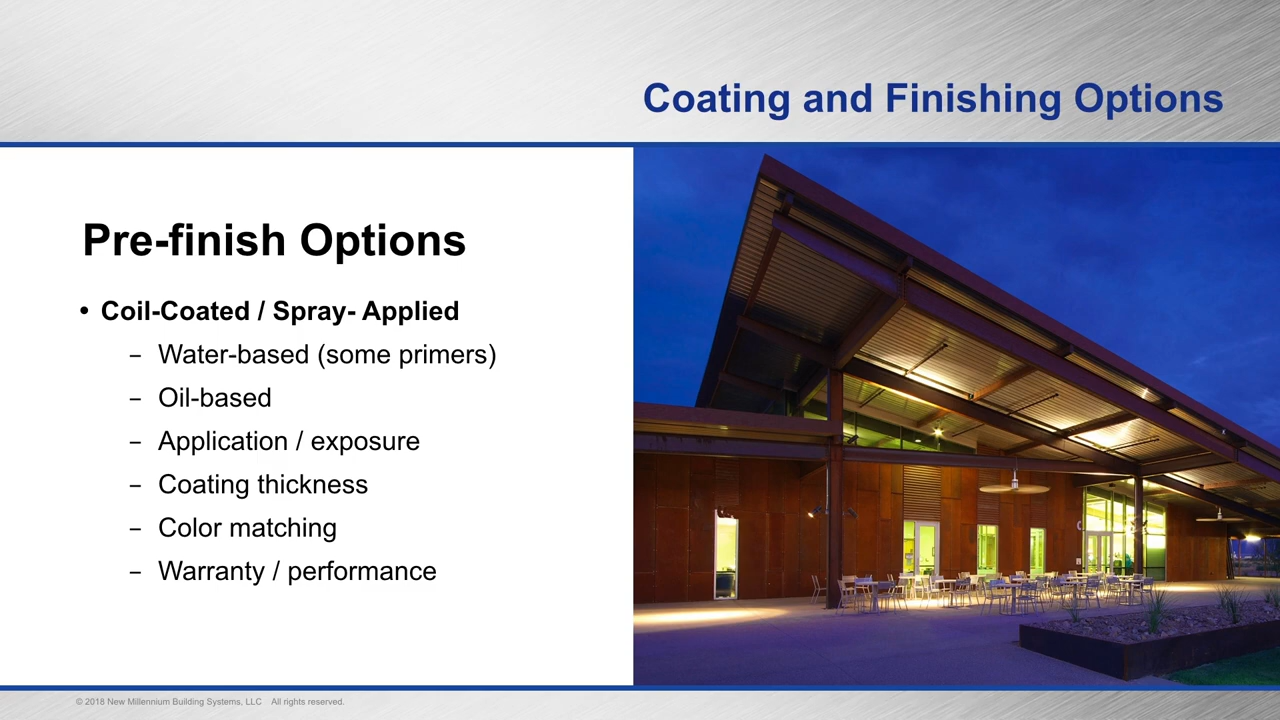 Coating and Finishing Options
Pre-finish Options
• Coil-Coated / Spray- Applied
– Water-based (some primers)
– Oil-based
– Application / exposure
– Coating thickness
– Color matching
– Warranty / performance
© 2018 New Millennium Building Systems, LLC All rights reserved.